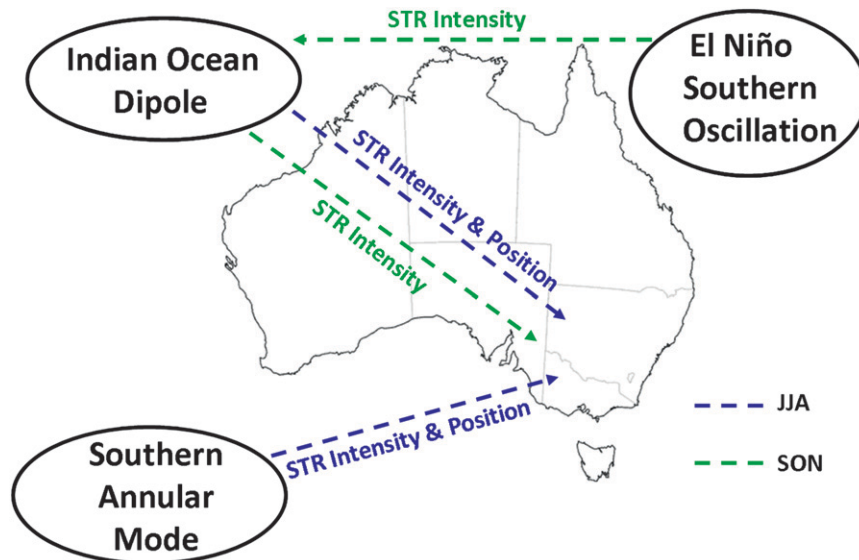 STR Intensity
Indian Ocean
Dipole
El Niño
Southern
Oscillation
STR Intensity & Position
STR Intensity
STR Intensity & Position
Southern
Annular
Mode
JJA
SON